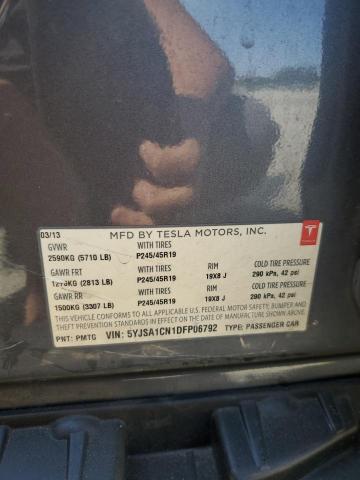 03/13 MFD BY TESLA MOTORS, INC.
GVWR WITH TIRES
2590KG (5710 LB) P245/45R19
GAWR FRT WITH TIRES RIM COLD TIRE PRESSURE
(2813 LB) P245/45R19 19X8 J 290 kPa, 42 psi
GAWR RR WITH TIRES RIM COLD TIRE PRESSURE
1500KG (3307 LB) P245/45R19 19X8 J 290 kPa, 42 psi
THIS VEHICLE CONFORMS TO ALL APPLICABLE U.S. FEDERAL MOTOR VEHICLE SAFETY, BUMPER AND
THEFT PREVENTION STANDARDS IN EFFECT ON THE DATE OF MANUFACTURE SHOWN ABOVE.
PNT: PMTG VIN: 5YJSA1CN1DFP06792 TYPE: PASSENGER CAR
TESLA